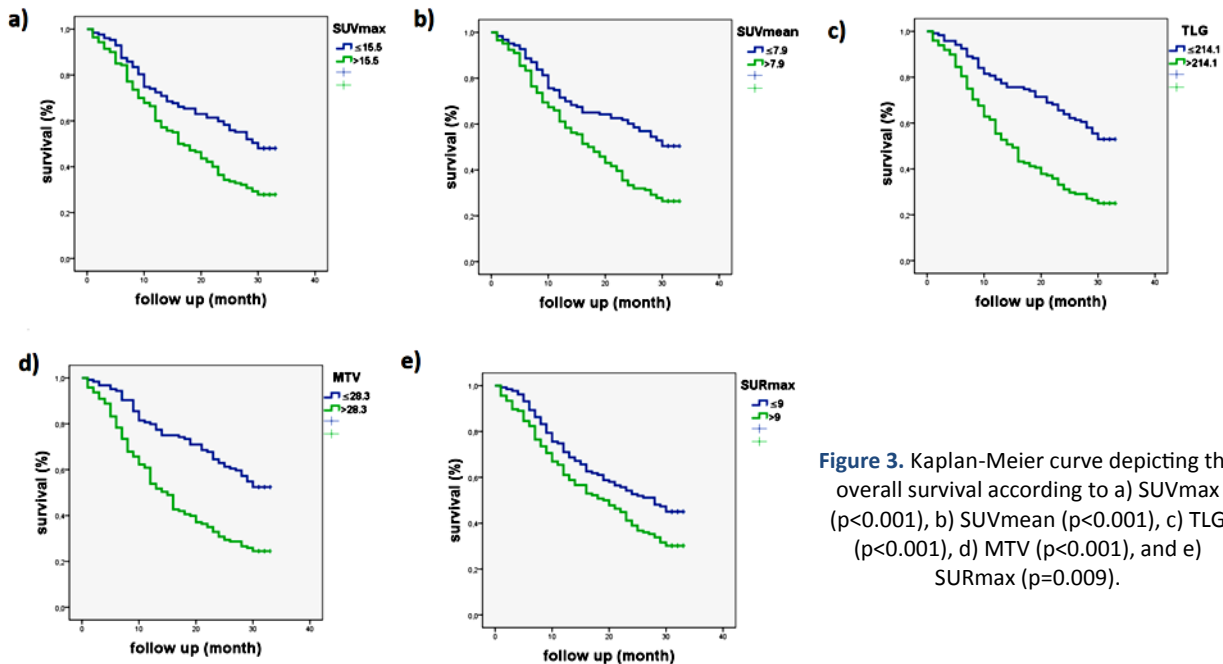 a)
SUVmax
≤15.5
>15.5
1,0
0,8
0,6
0,4
0,2
0,0
survival (%)
0 10 20 30 40
follow up (month)
b)
SUVmean
≤7.9
>7.9
1,0
0,8
0,6
0,4
0,2
0,0
survival (%)
0 10 20 30 40
follow up (month)
c)
TLG
≤214.1
>214.1
1,0
0,8
0,6
0,4
0,2
0,0
survival (%)
0 10 20 30 40
follow up (month)
d)
MTV
≤28.3
>28.3
1,0
0,8
0,6
0,4
0,2
0,0
survival (%)
0 10 20 30 40
follow up (month)
e)
SURmax
≤9
>9
1,0
0,8
0,6
0,4
0,2
0,0
survival (%)
0 10 20 30 40
follow up (month)
Figure 3. Kaplan-Meier curve depicting th
overall survival according to a) SUVmax
(p<0.001), b) SUVmean (p<0.001), c) TLG
(p<0.001), d) MTV (p<0.001), and e)
SURmax (p=0.009).